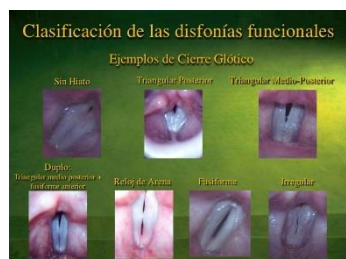 Clasificación de las disfonías funcionales
Ejemplos de Cierre Glótico
Sin Hiato
Triangular Posterior
Triangular Medio-Posterior
Duplo:
Triangular medio posterior +
fusiforme anterior
Reloj de Arena
Fusiforme
Irregular